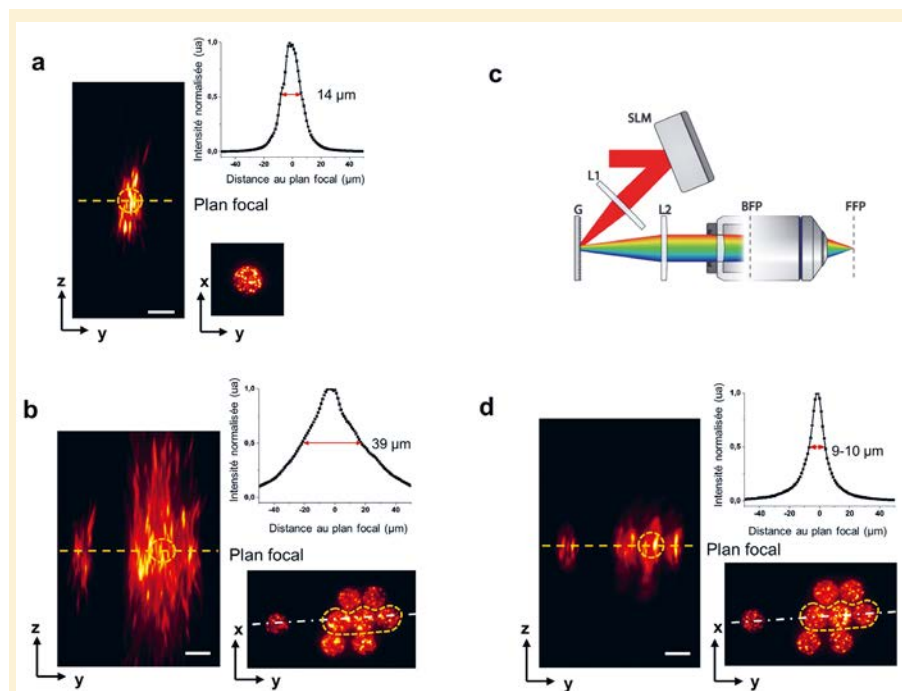 a
Intensité normalisée (ua)
1,0
0,5
0,0
14 µm
-40 -20 0 20 40
Distance au plan focal (µm)
Plan focal
z
y
x
y
c
SLM
L1
G
L2
BFP
FFP
b
Intensité normalisée (ua)
1,0
0,5
0,0
39 µm
-40 -20 0 20 40
Distance au plan focal (µm)
Plan focal
z
y
x
y
d
Intensité normalisée (ua)
1,0
0,5
0,0
9-10 µm
-40 -20 0 20 40
Distance au plan focal (µm)
Plan focal
z
y
x
y